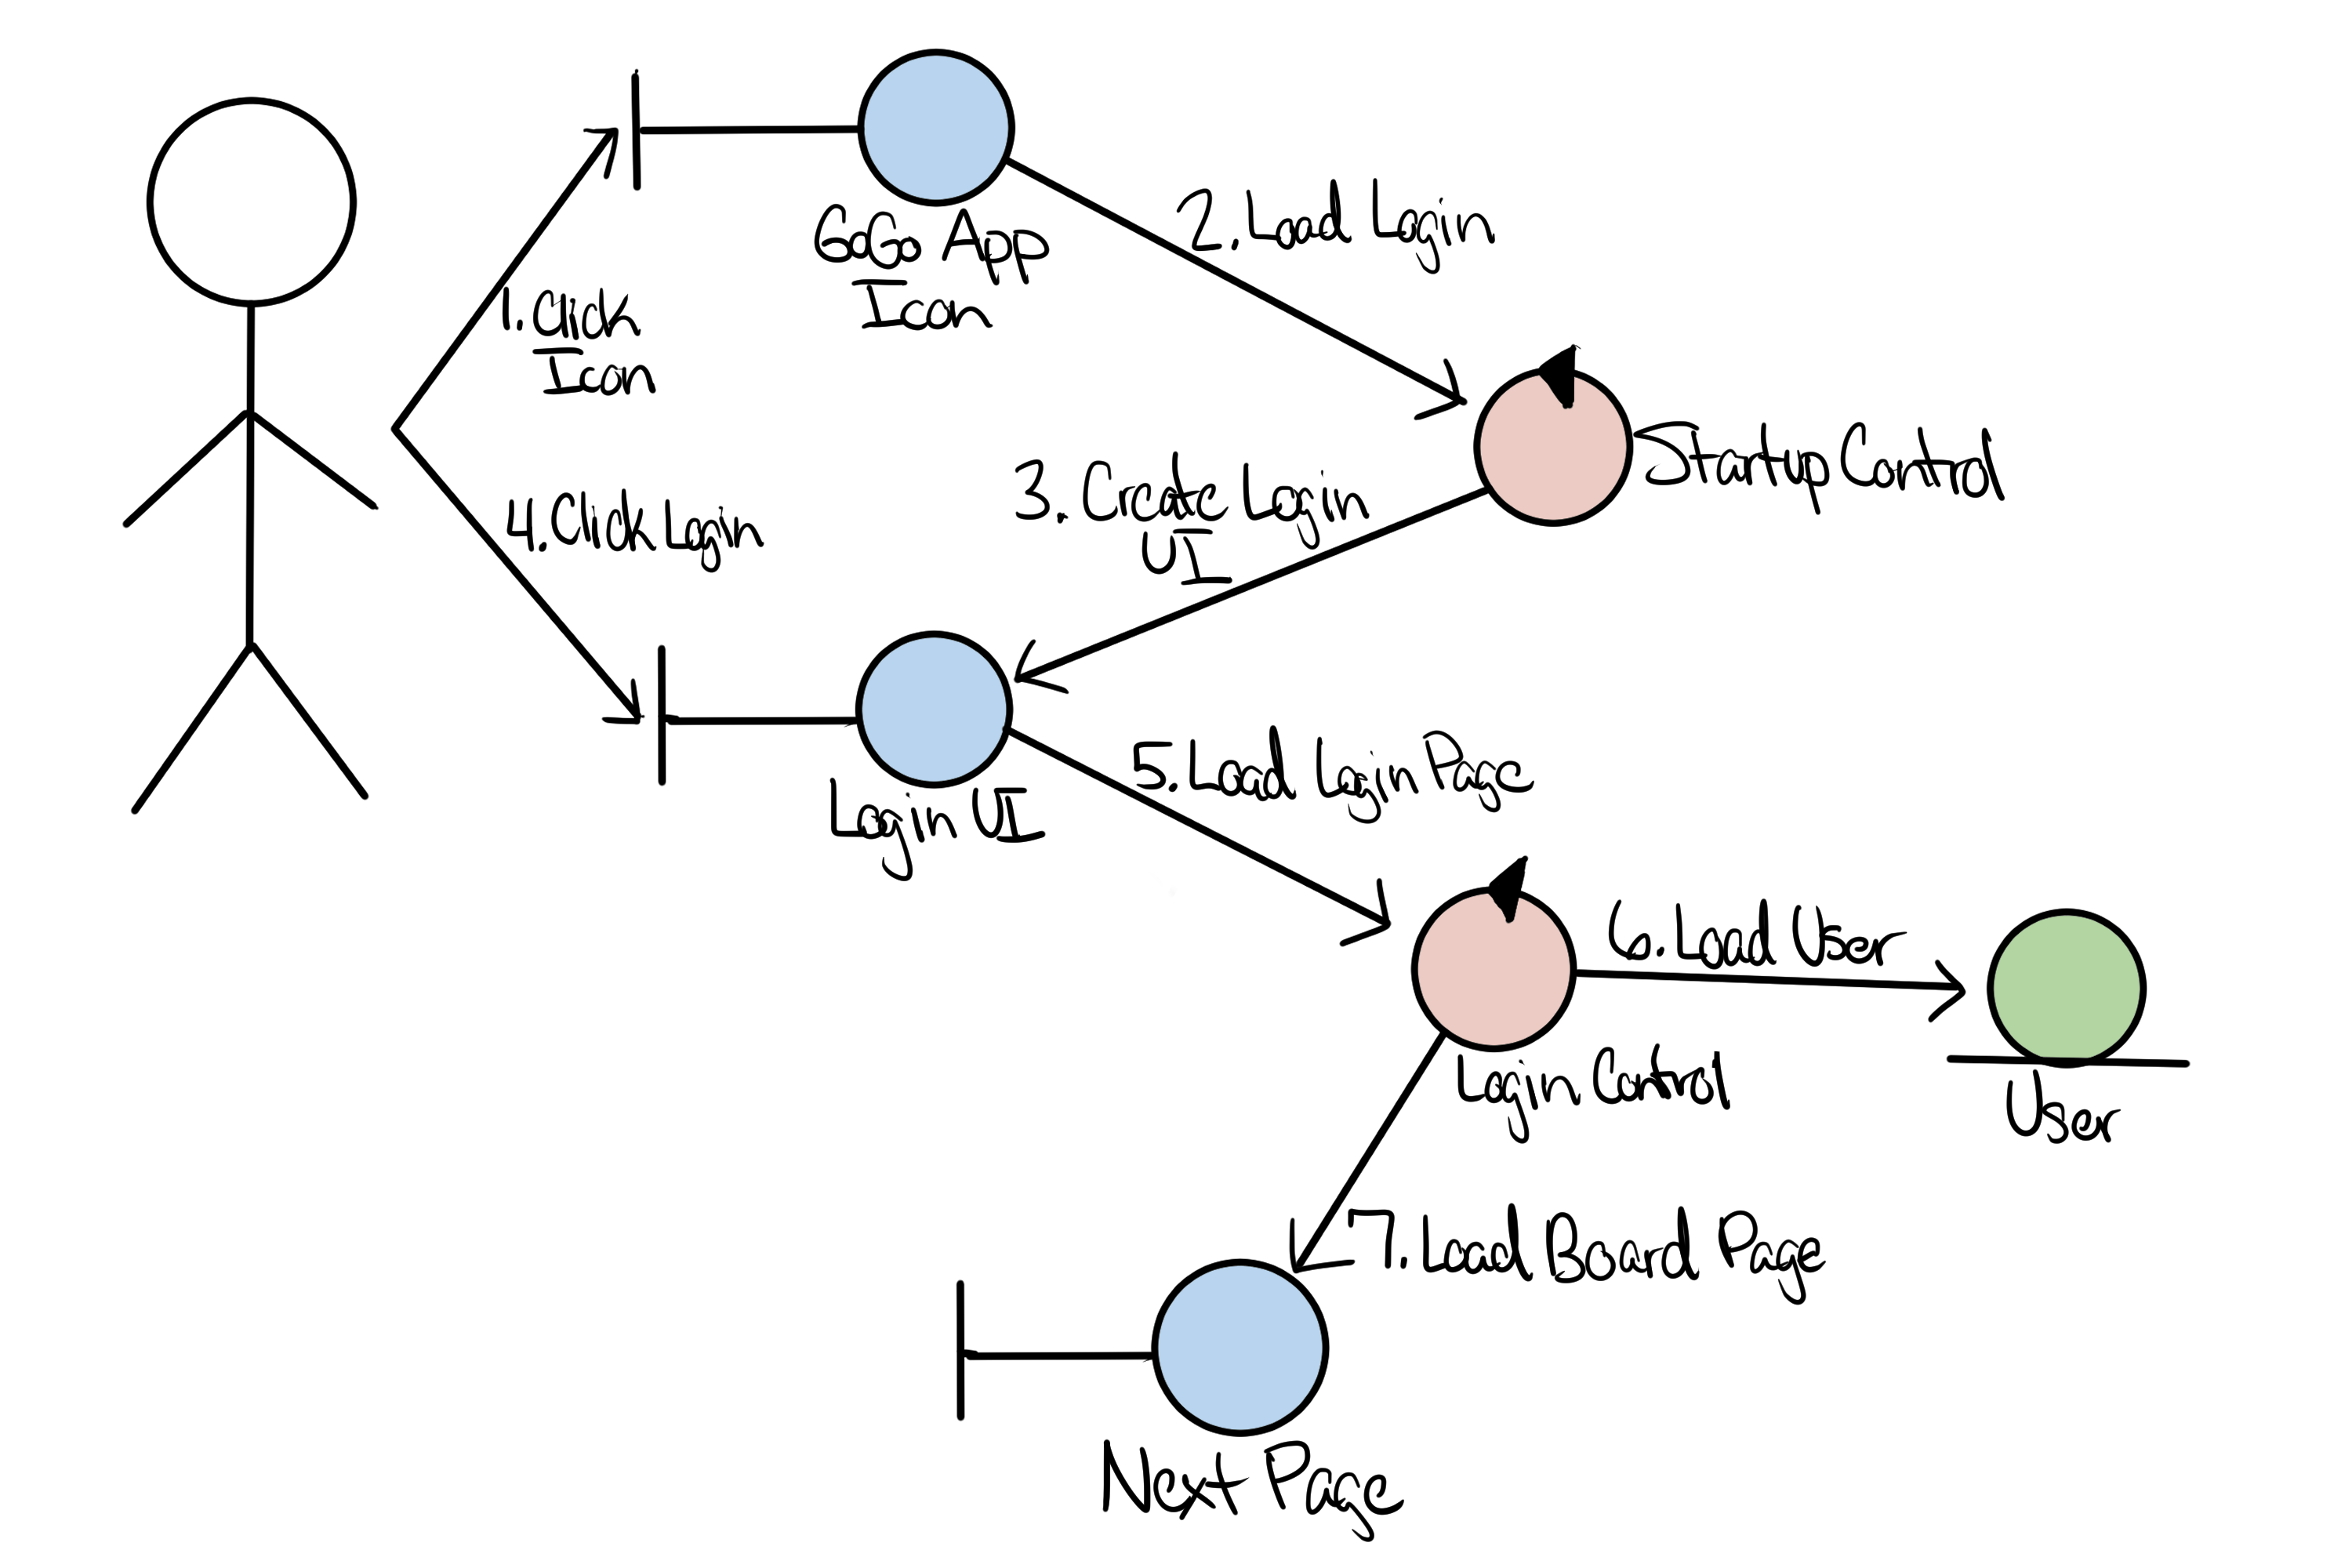 GoGo App
Icon
2. Load Login
1. Click
Icon
Startup Control
3. Create Login
UI
4. Click Login
5. Load Login Page
Login UI
6. Load User
Login Control
User
7. Load Board Page
Next Page